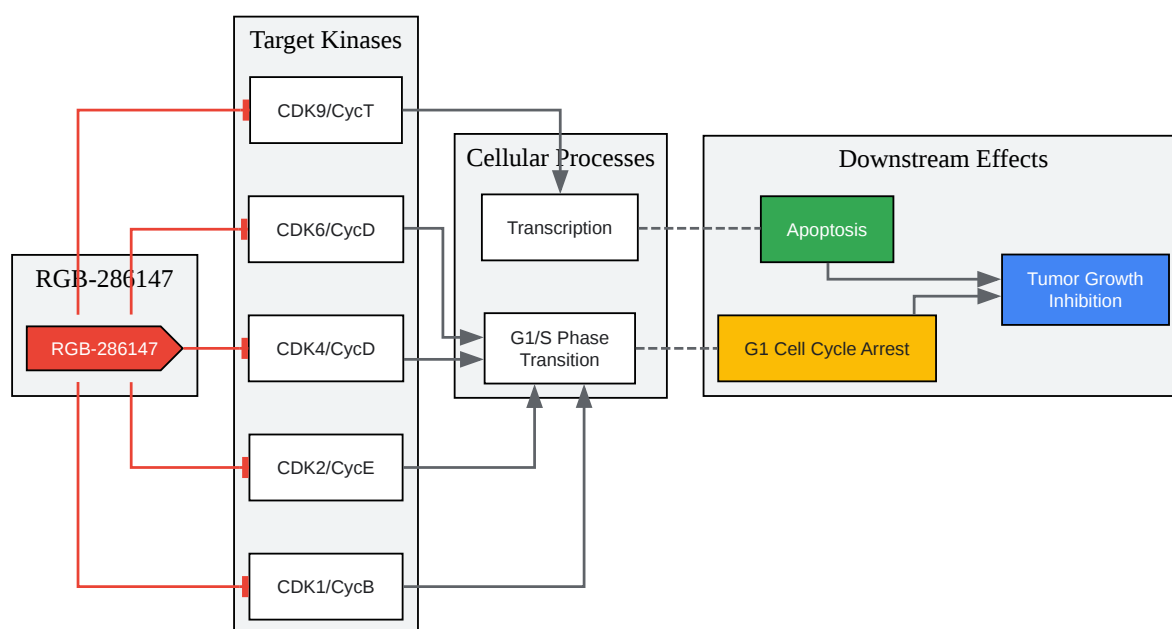 Target Kinases
CDK9/CycT
Cellular Processes
Downstream Effects
CDK6/CycD
Transcription
Apoptosis
RGB-286147
Tumor Growth
Inhibition
RGB-286147
CDK4/CycD
G1/S Phase
Transition
G1 Cell Cycle Arrest
CDK2/CycE
CDK1/CycB